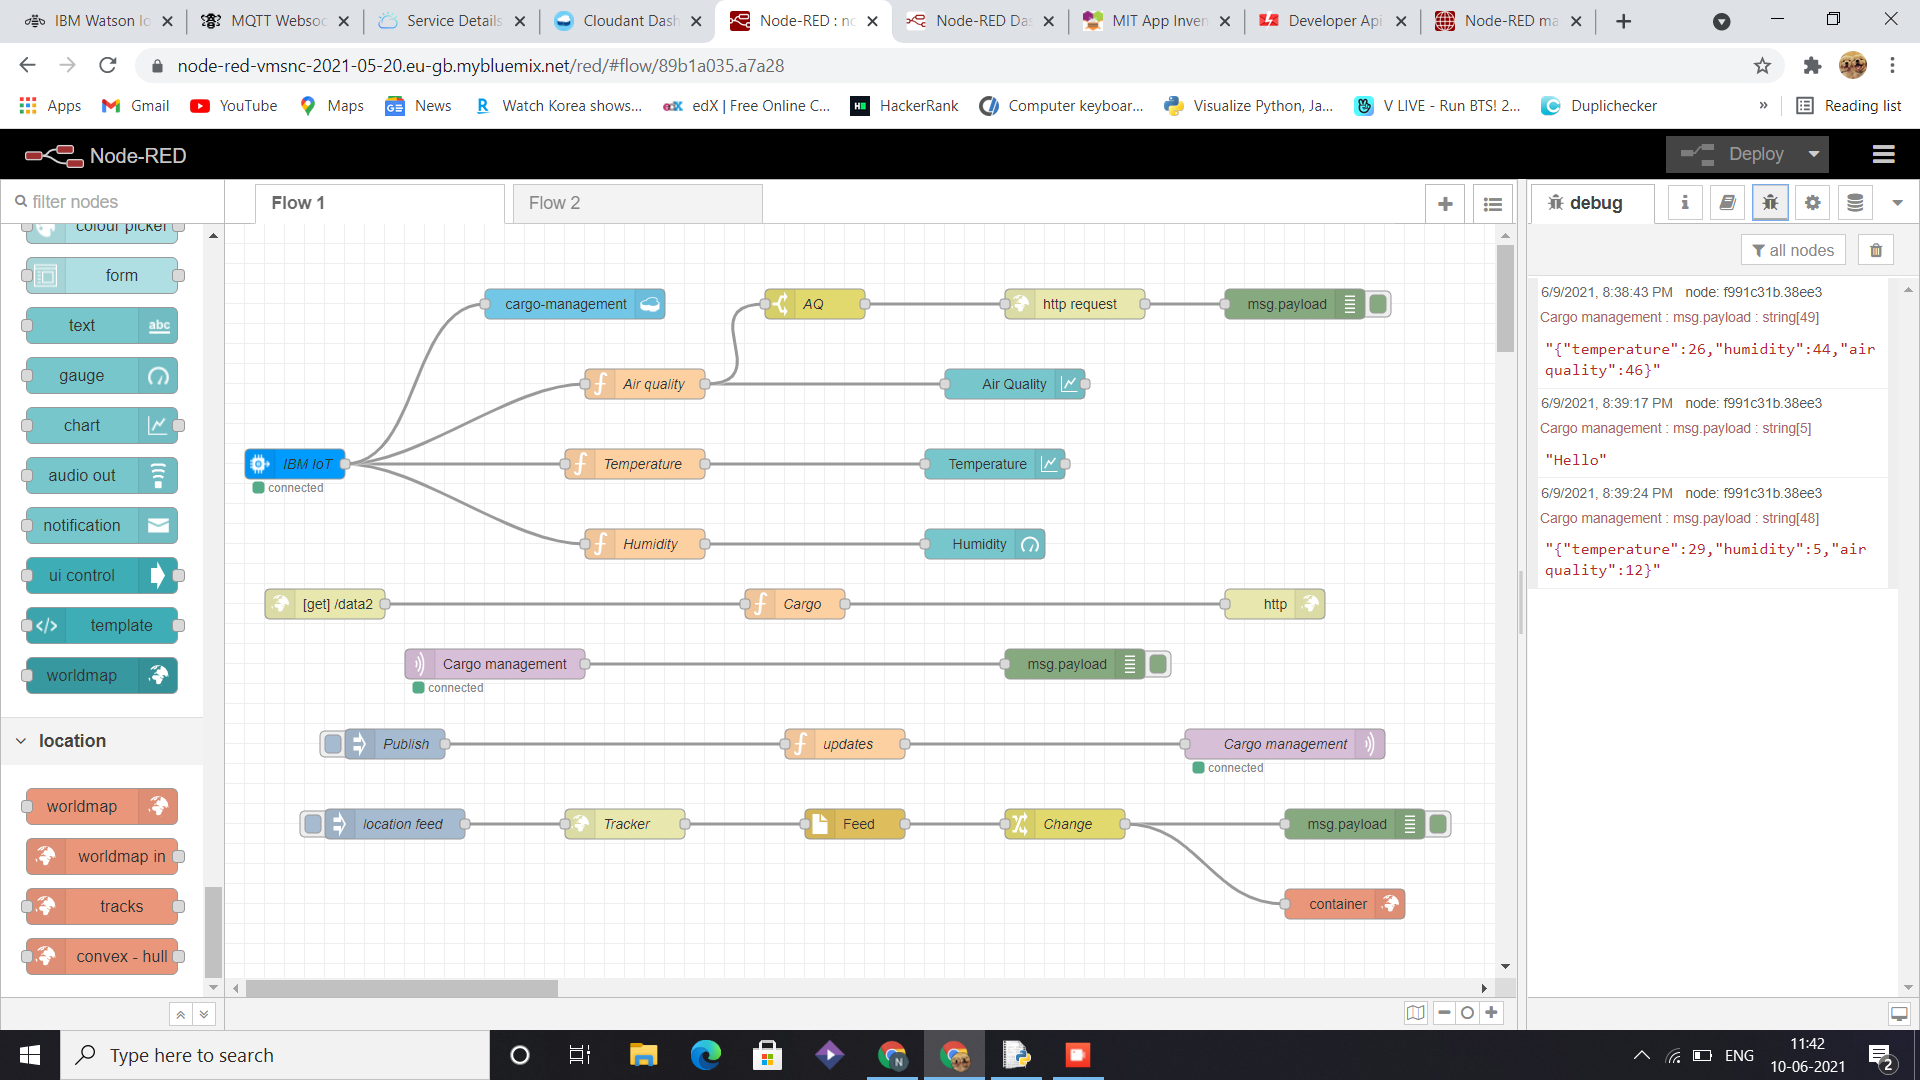 IBM Watson Io
MQTT Websoc
Service Details
Cloudant Dash
Node-RED : no
Node-RED Das
MIT App Inven
Developer Api
Node-RED ma
node-red-vmsnc-2021-05-20.eu-gb.mybluemix.net/red/#flow/89b1a035.a7a28
Apps
Gmail
YouTube
Maps
News
Watch Korea shows...
edX | Free Online C...
HackerRank
Computer keyboar...
Visualize Python, Ja...
V LIVE - Run BTS! 2...
Duplichecker
»
Reading list
Node-RED
Deploy
filter nodes
Flow 1
Flow 2
debug
all nodes
colour picker
form
text
abc
gauge
chart
audio out
notification
ui control
template
worldmap
location
worldmap
worldmap in
tracks
convex - hull
cargo-management
AQ
http request
msg.payload
Air quality
Air Quality
IBM IoT
connected
Temperature
Temperature
Humidity
Humidity
[get] /data2
Cargo
http
Cargo management
connected
msg.payload
Publish
updates
Cargo management
connected
location feed
Tracker
Feed
Change
msg.payload
container
6/9/2021, 8:38:43 PM node: f991c31b.38ee3
Cargo management : msg.payload : string[49]
"{"temperature":26,"humidity":44,"air
quality":46}"
6/9/2021, 8:39:17 PM node: f991c31b.38ee3
Cargo management : msg.payload : string[5]
"Hello"
6/9/2021, 8:39:24 PM node: f991c31b.38ee3
Cargo management : msg.payload : string[48]
"{"temperature":29,"humidity":5,"air
quality":12}"
Type here to search
N
ENG
11:42
10-06-2021
2